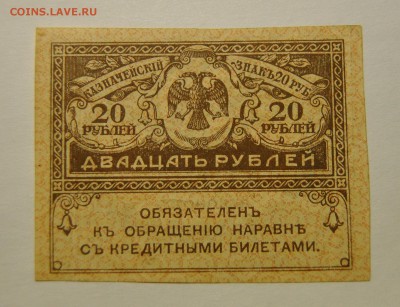 COINS.LAVE.RU
КАЗНАЧЕЙСКІЙ ЗНАКЪ 20 РУБ.
20 РУБЛЕЙ
20 РУБЛЕЙ
ДВАДЦАТЬ РУБЛЕЙ
ОБЯЗАТЕЛЕНЪ
КЪ ОБРАЩЕНІЮ НАРАВНѢ
СЪ КРЕДИТНЫМИ БИЛЕТАМИ.